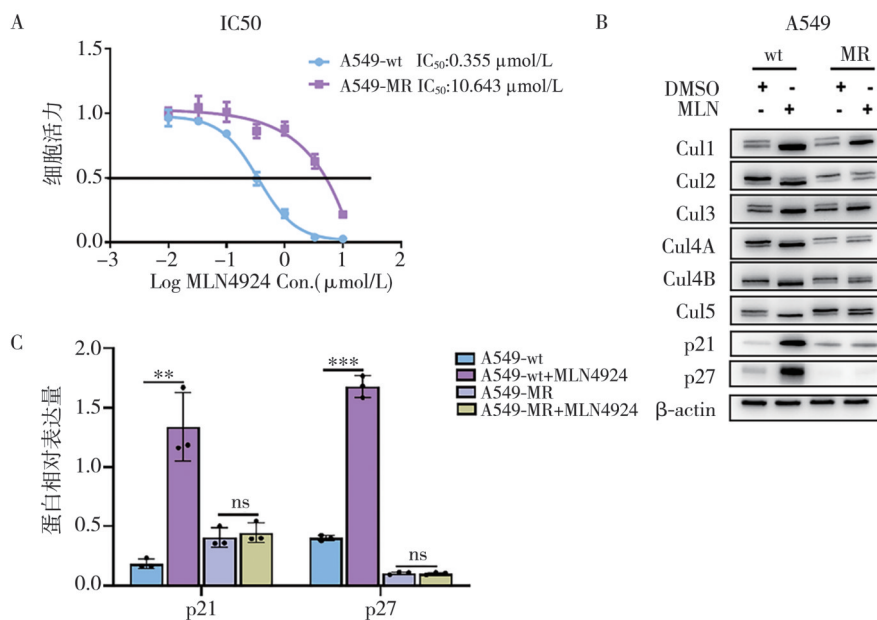 A
IC50
A549-wt IC50:0.355 μmol/L
A549-MR IC50:10.643 μmol/L
细胞活力
1.5
1.0
0.5
0.0
-3
-2
-1
0
1
2
Log MLN4924 Con.(μmol/L)
B
A549
wt
MR
DMSO + - + -
MLN - + - +
Cul1
Cul2
Cul3
Cul4A
Cul4B
Cul5
p21
p27
β-actin
C
A549-wt
A549-wt+MLN4924
A549-MR
A549-MR+MLN4924
蛋白相对表达量
2.0
1.5
1.0
0.5
0.0
**
***
ns
ns
p21
p27